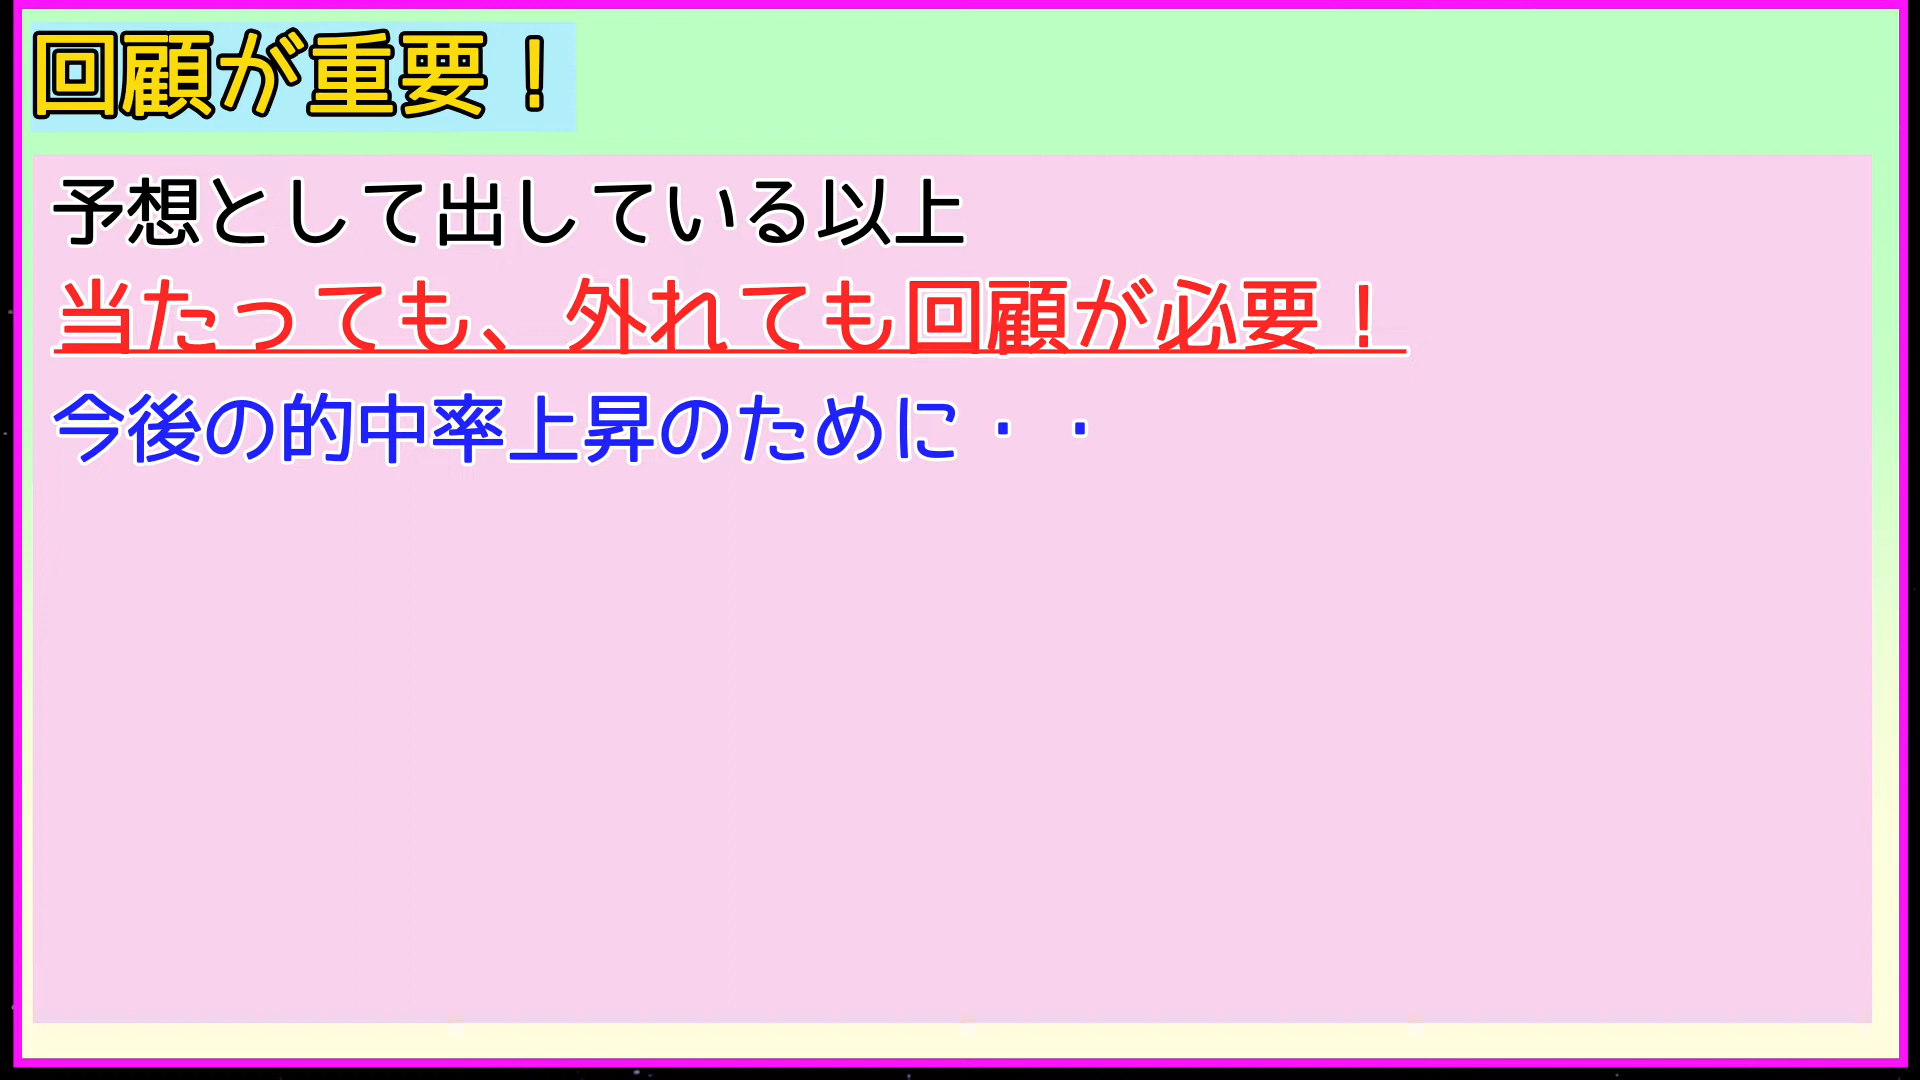 回顧が重要！
予想として出している以上
当たっても、外れても回顧が必要！
今後の的中率上昇のために・・